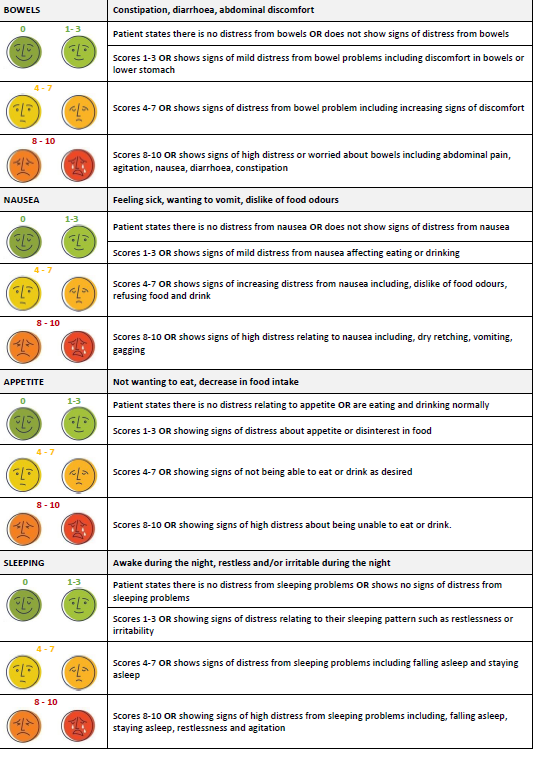 BOWELS
Constipation, diarrhoea, abdominal discomfort
0 1- 3
Patient states there is no distress from bowels OR does not show signs of distress from bowels
Scores 1-3 OR shows signs of mild distress from bowel problems including discomfort in bowels or
lower stomach
4 - 7
Scores 4-7 OR shows signs of distress from bowel problem including increasing signs of discomfort
8 - 10
Scores 8-10 OR shows signs of high distress or worried about bowels including abdominal pain,
agitation, nausea, diarrhoea, constipation
NAUSEA
Feeling sick, wanting to vomit, dislike of food odours
0 1-3
Patient states there is no distress from nausea OR does not show signs of distress from nausea
Scores 1-3 OR shows signs of mild distress from nausea affecting eating or drinking
4 - 7
Scores 4-7 OR shows signs of increasing distress from nausea including, dislike of food odours,
refusing food and drink
8 - 10
Scores 8-10 OR shows signs of high distress relating to nausea including, dry retching, vomiting,
gagging
APPETITE
Not wanting to eat, decrease in food intake
0 1-3
Patient states there is no distress relating to appetite OR are eating and drinking normally
Scores 1-3 OR showing signs of distress about appetite or disinterest in food
4 - 7
Scores 4-7 OR showing signs of not being able to eat or drink as desired
8 - 10
Scores 8-10 OR showing signs of high distress about being unable to eat or drink.
SLEEPING
Awake during the night, restless and/or irritable during the night
0 1-3
Patient states there is no distress from sleeping problems OR shows no signs of distress from
sleeping problems
Scores 1-3 OR showing signs of distress relating to their sleeping pattern such as restlessness or
irritability
4 - 7
Scores 4-7 OR shows signs of distress from sleeping problems including falling asleep and staying
asleep
8 - 10
Scores 8-10 OR showing signs of high distress from sleeping problems including, falling asleep,
staying asleep, restlessness and agitation